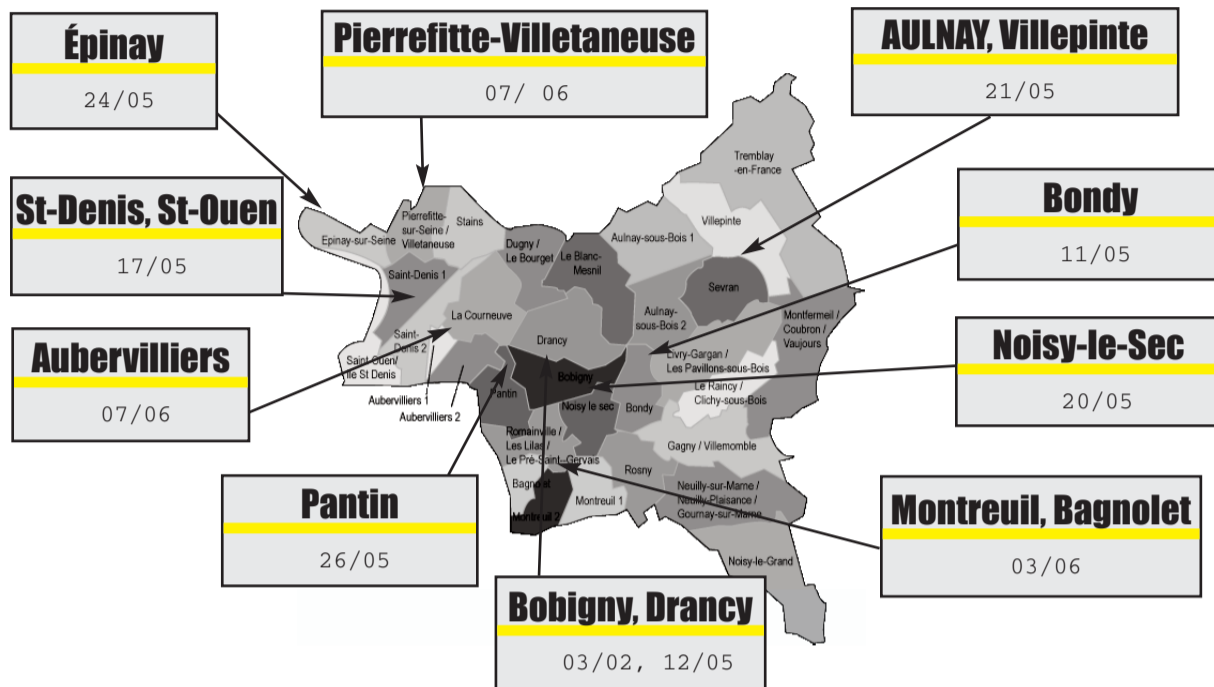 Épinay
24/05
Pierrefitte-Villetaneuse
07/ 06
AULNAY, Villepinte
21/05
St-Denis, St-Ouen
17/05
Bondy
11/05
Aubervilliers
07/06
Noisy-le-Sec
20/05
Pantin
26/05
Montreuil, Bagnolet
03/06
Bobigny, Drancy
03/02, 12/05
Tremblay
-en-France
Epinay-sur-Seine
Pierrefitte-
sur-Seine /
Villetaneuse
Stains
Dugny /
Le Bourget
Le Blanc-
Mesnil
Aulnay-sous-Bois 1
Villepinte
Saint-Denis 1
Sevran
La Courneuve
Aulnay-
sous-Bois 2
Montfermeil /
Coubron /
Vaujours
Saint-
Denis 2
Drancy
Saint-Ouen/
Ile St Denis
Livry-Gargan /
Les Pavillons-sous-Bois
Aubervilliers 1
Aubervilliers 2
Pantin
Bobigny
Noisy le sec
Bondy
Le Raincy /
Clichy-sous-Bois
Romainville /
Les Lilas /
Le Pré-Saint--Gervais
Gagny / Villemomble
Rosny
Bagnolet
Montreuil 1
Montreuil 2
Neuilly-sur-Marne /
Neuilly-Plaisance /
Gournay-sur-Marne
Noisy-le-Grand